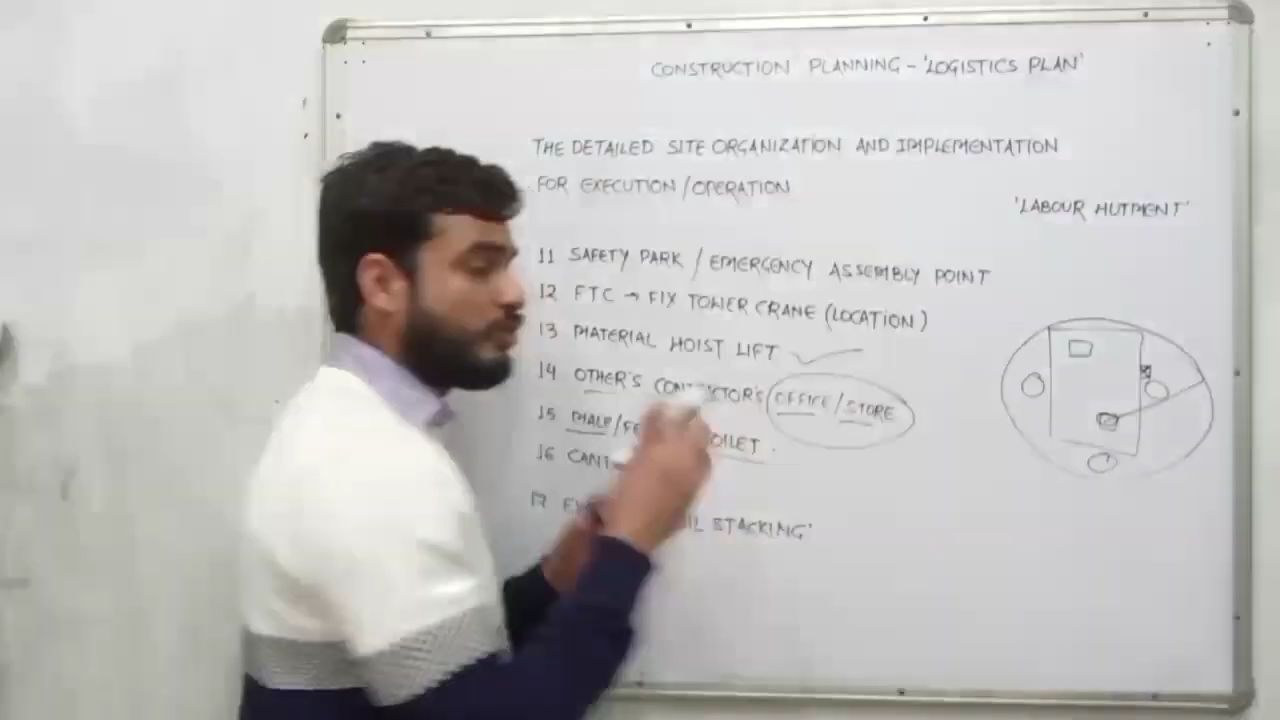 CONSTRUCTION PLANNING - 'LOGISTICS PLAN'
THE DETAILED SITE ORGANIZATION AND IMPLEMENTATION
FOR EXECUTION/OPERATION
'LABOUR HUTMENT'
11 SAFETY PARK / EMERGENCY ASSEMBLY POINT
12 FTC → FIX TOWER CRANE (LOCATION)
13 MATERIAL HOIST LIFT
14 OTHER'S OFFICE/STORE
15 MALE/
16
17 STACKING'